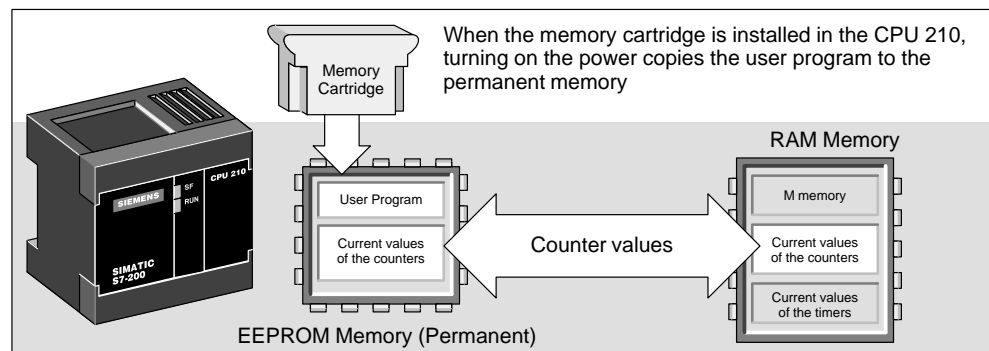 When the memory cartridge is installed in the CPU 210,
turning on the power copies the user program to the
permanent memory
Memory
Cartridge
RAM Memory
SIEMENS
SF
RUN
CPU 210
SIMATIC
S7-200
User Program
Current values
of the counters
Counter values
M memory
Current values
of the counters
Current values
of the timers
EEPROM Memory (Permanent)